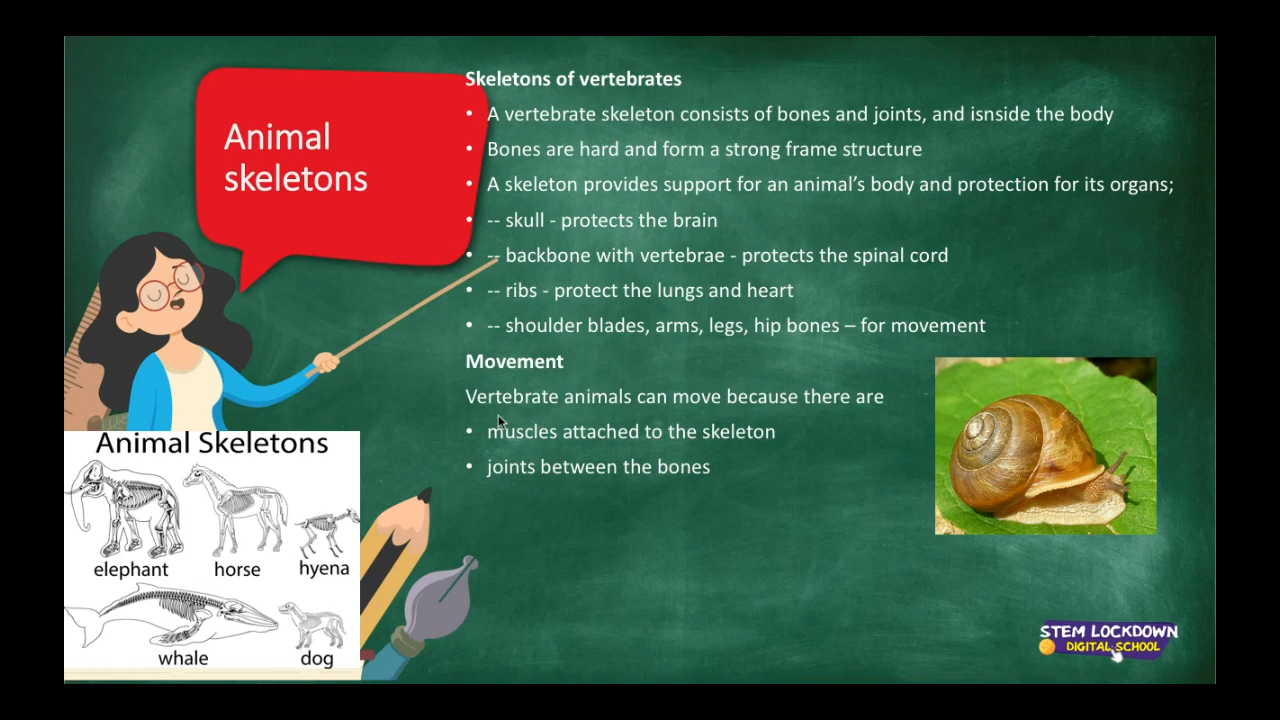 Animal
skeletons
Skeletons of vertebrates
• A vertebrate skeleton consists of bones and joints, and isnside the body
• Bones are hard and form a strong frame structure
• A skeleton provides support for an animal’s body and protection for its organs;
• -- skull - protects the brain
• -- backbone with vertebrae - protects the spinal cord
• -- ribs - protect the lungs and heart
• -- shoulder blades, arms, legs, hip bones – for movement
Movement
Vertebrate animals can move because there are
• muscles attached to the skeleton
• joints between the bones
Animal Skeletons
elephant horse hyena
whale dog
STEM LOCKDOWN
DIGITAL SCHOOL